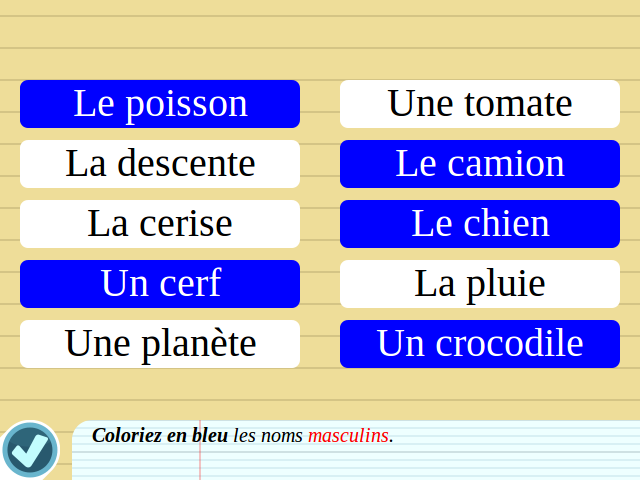 Le poisson
Une tomate
La descente
Le camion
La cerise
Le chien
Un cerf
La pluie
Une planète
Un crocodile
Coloriez en bleu les noms masculins.